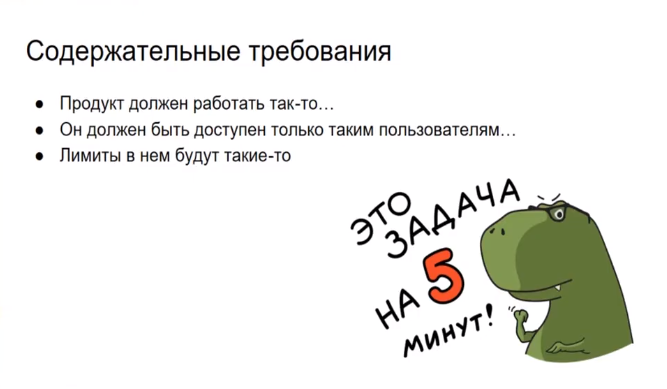 Содержательные требования
● Продукт должен работать так-то…
● Он должен быть доступен только таким пользователям…
● Лимиты в нем будут такие-то
ЭТО
ЗАДАЧА
НА 5
МИНУТ!